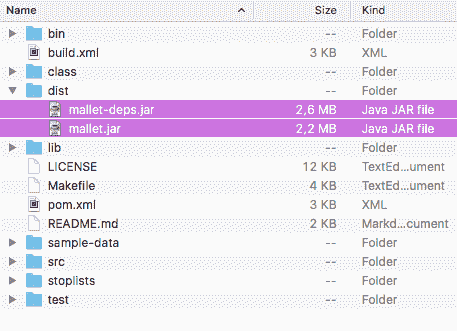 Name Size Kind
bin -- Folder
build.xml 3 KB XML
class -- Folder
dist -- Folder
mallet-deps.jar 2,6 MB Java JAR file
mallet.jar 2,2 MB Java JAR file
lib -- Folder
LICENSE 12 KB TextEd...ument
Makefile 4 KB TextEd...ument
pom.xml 3 KB XML
README.md 2 KB Markd...cument
sample-data -- Folder
src -- Folder
stoplists -- Folder
test -- Folder